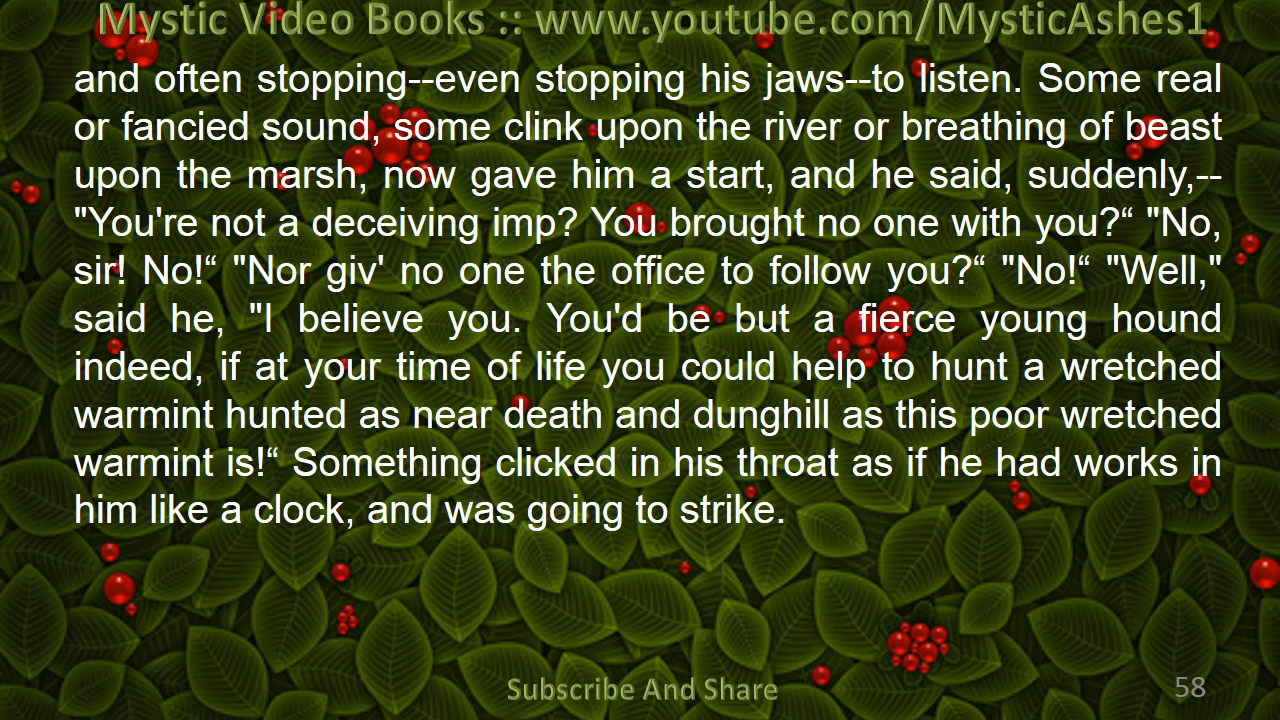 Mystic Video Books :: www.youtube.com/MysticAshes1
and often stopping--even stopping his jaws--to listen. Some real
or fancied sound, some clink upon the river or breathing of beast
upon the marsh, now gave him a start, and he said, suddenly,--
"You're not a deceiving imp? You brought no one with you?“ "No,
sir! No!“ "Nor giv' no one the office to follow you?“ "No!“ "Well,"
said he, "I believe you. You'd be but a fierce young hound
indeed, if at your time of life you could help to hunt a wretched
warmint hunted as near death and dunghill as this poor wretched
warmint is!“ Something clicked in his throat as if he had works in
him like a clock, and was going to strike.
Subscribe And Share
58